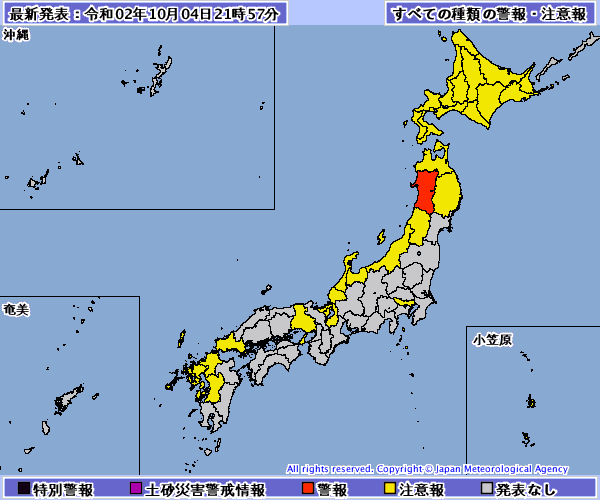 最新発表：令和02年10月04日21時57分
すべての種類の警報・注意報
沖縄
奄美
小笠原
All rights reserved. Copyright © Japan Meteorological Agency
特別警報 土砂災害警戒情報 警報 注意報 発表なし